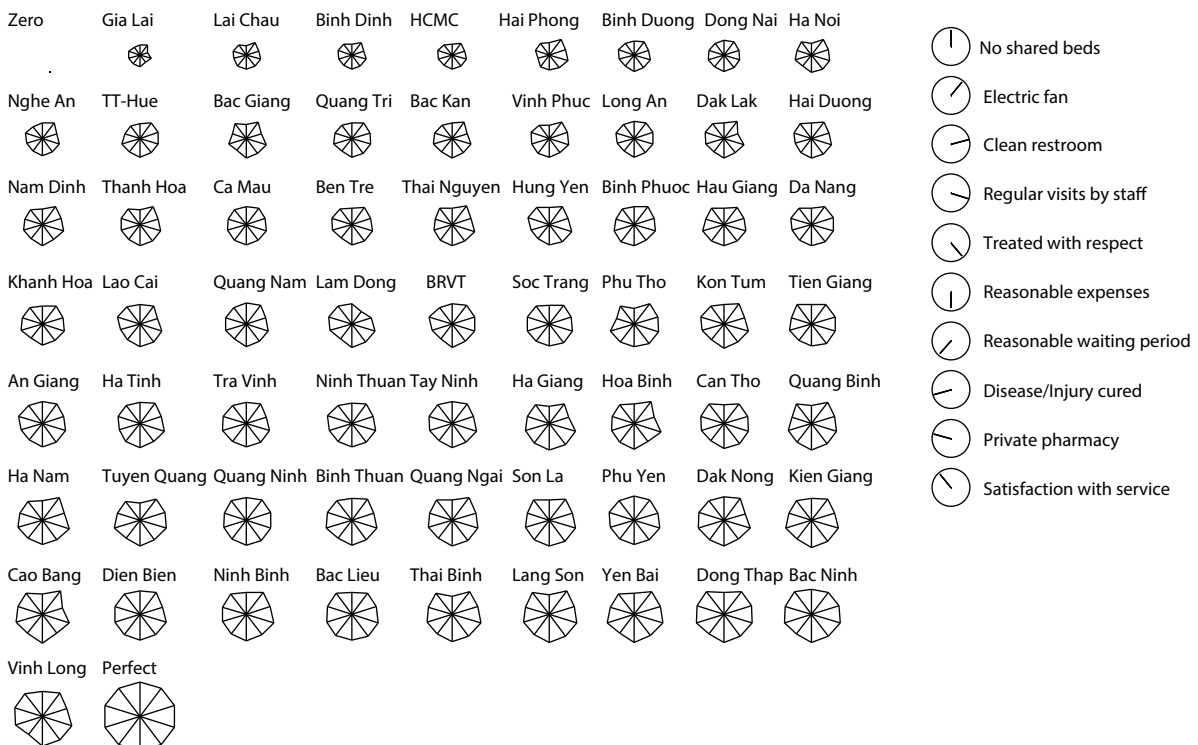 Zero Gia Lai Lai Chau Binh Dinh HCMC Hai Phong Binh Duong Dong Nai Ha Noi
Nghe An TT-Hue Bac Giang Quang Tri Bac Kan Vinh Phuc Long An Dak Lak Hai Duong
Nam Dinh Thanh Hoa Ca Mau Ben Tre Thai Nguyen Hung Yen Binh Phuoc Hau Giang Da Nang
Khanh Hoa Lao Cai Quang Nam Lam Dong BRVT Soc Trang Phu Tho Kon Tum Tien Giang
An Giang Ha Tinh Tra Vinh Ninh Thuan Tay Ninh Ha Giang Hoa Binh Can Tho Quang Binh
Ha Nam Tuyen Quang Quang Ninh Binh Thuan Quang Ngai Son La Phu Yen Dak Nong Kien Giang
Cao Bang Dien Bien Ninh Binh Bac Lieu Thai Binh Lang Son Yen Bai Dong Thap Bac Ninh
Vinh Long Perfect
No shared beds
Electric fan
Clean restroom
Regular visits by staff
Treated with respect
Reasonable expenses
Reasonable waiting period
Disease/Injury cured
Private pharmacy
Satisfaction with service